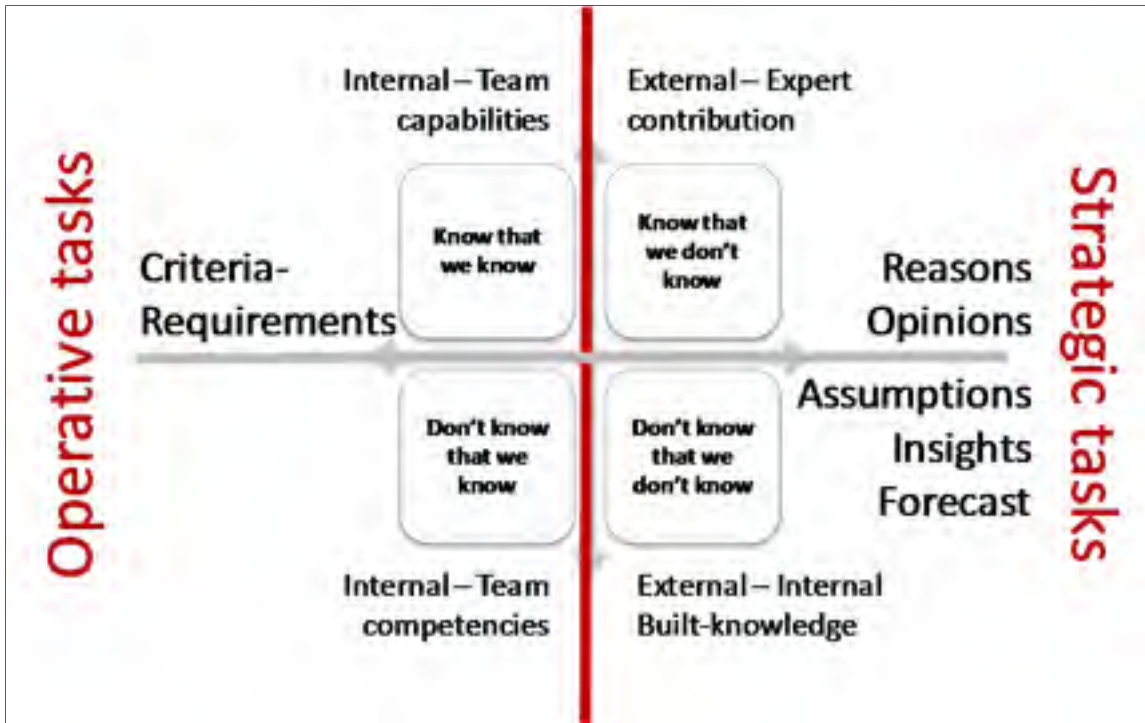 Operative tasks
Internal – Team
capabilities
External – Expert
contribution
Know that
we know
Know that
we don't
know
Criteria-
Requirements
Reasons
Opinions
Don't know
that we
know
Don't know
that we
don't know
Assumptions
Insights
Forecast
Internal – Team
competencies
External – Internal
Built-knowledge
Strategic tasks